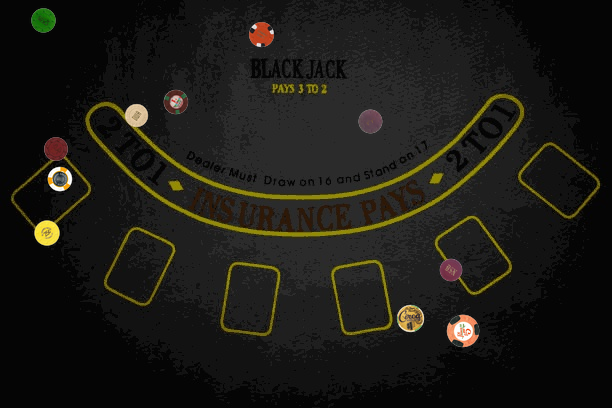 BLACK JACK
PAYS 3 TO 2
Dealer Must Draw on 16 and Stand on 17
2 TO 1 INSURANCE PAYS 2 TO 1